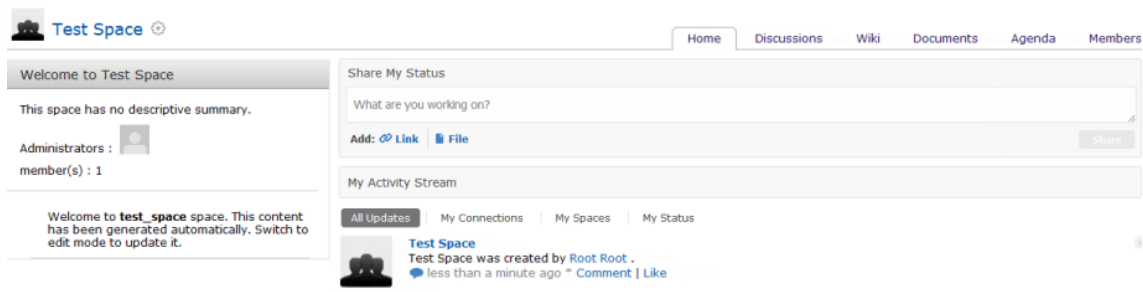 Test Space
Home Discussions Wiki Documents Agenda Members
Welcome to Test Space
This space has no descriptive summary.
Administrators :
member(s) : 1
Welcome to test_space space. This content
has been generated automatically. Switch to
edit mode to update it.
Share My Status
What are you working on?
Add: Link File
Share
My Activity Stream
All Updates My Connections My Spaces My Status
Test Space
Test Space was created by Root Root .
less than a minute ago " Comment | Like